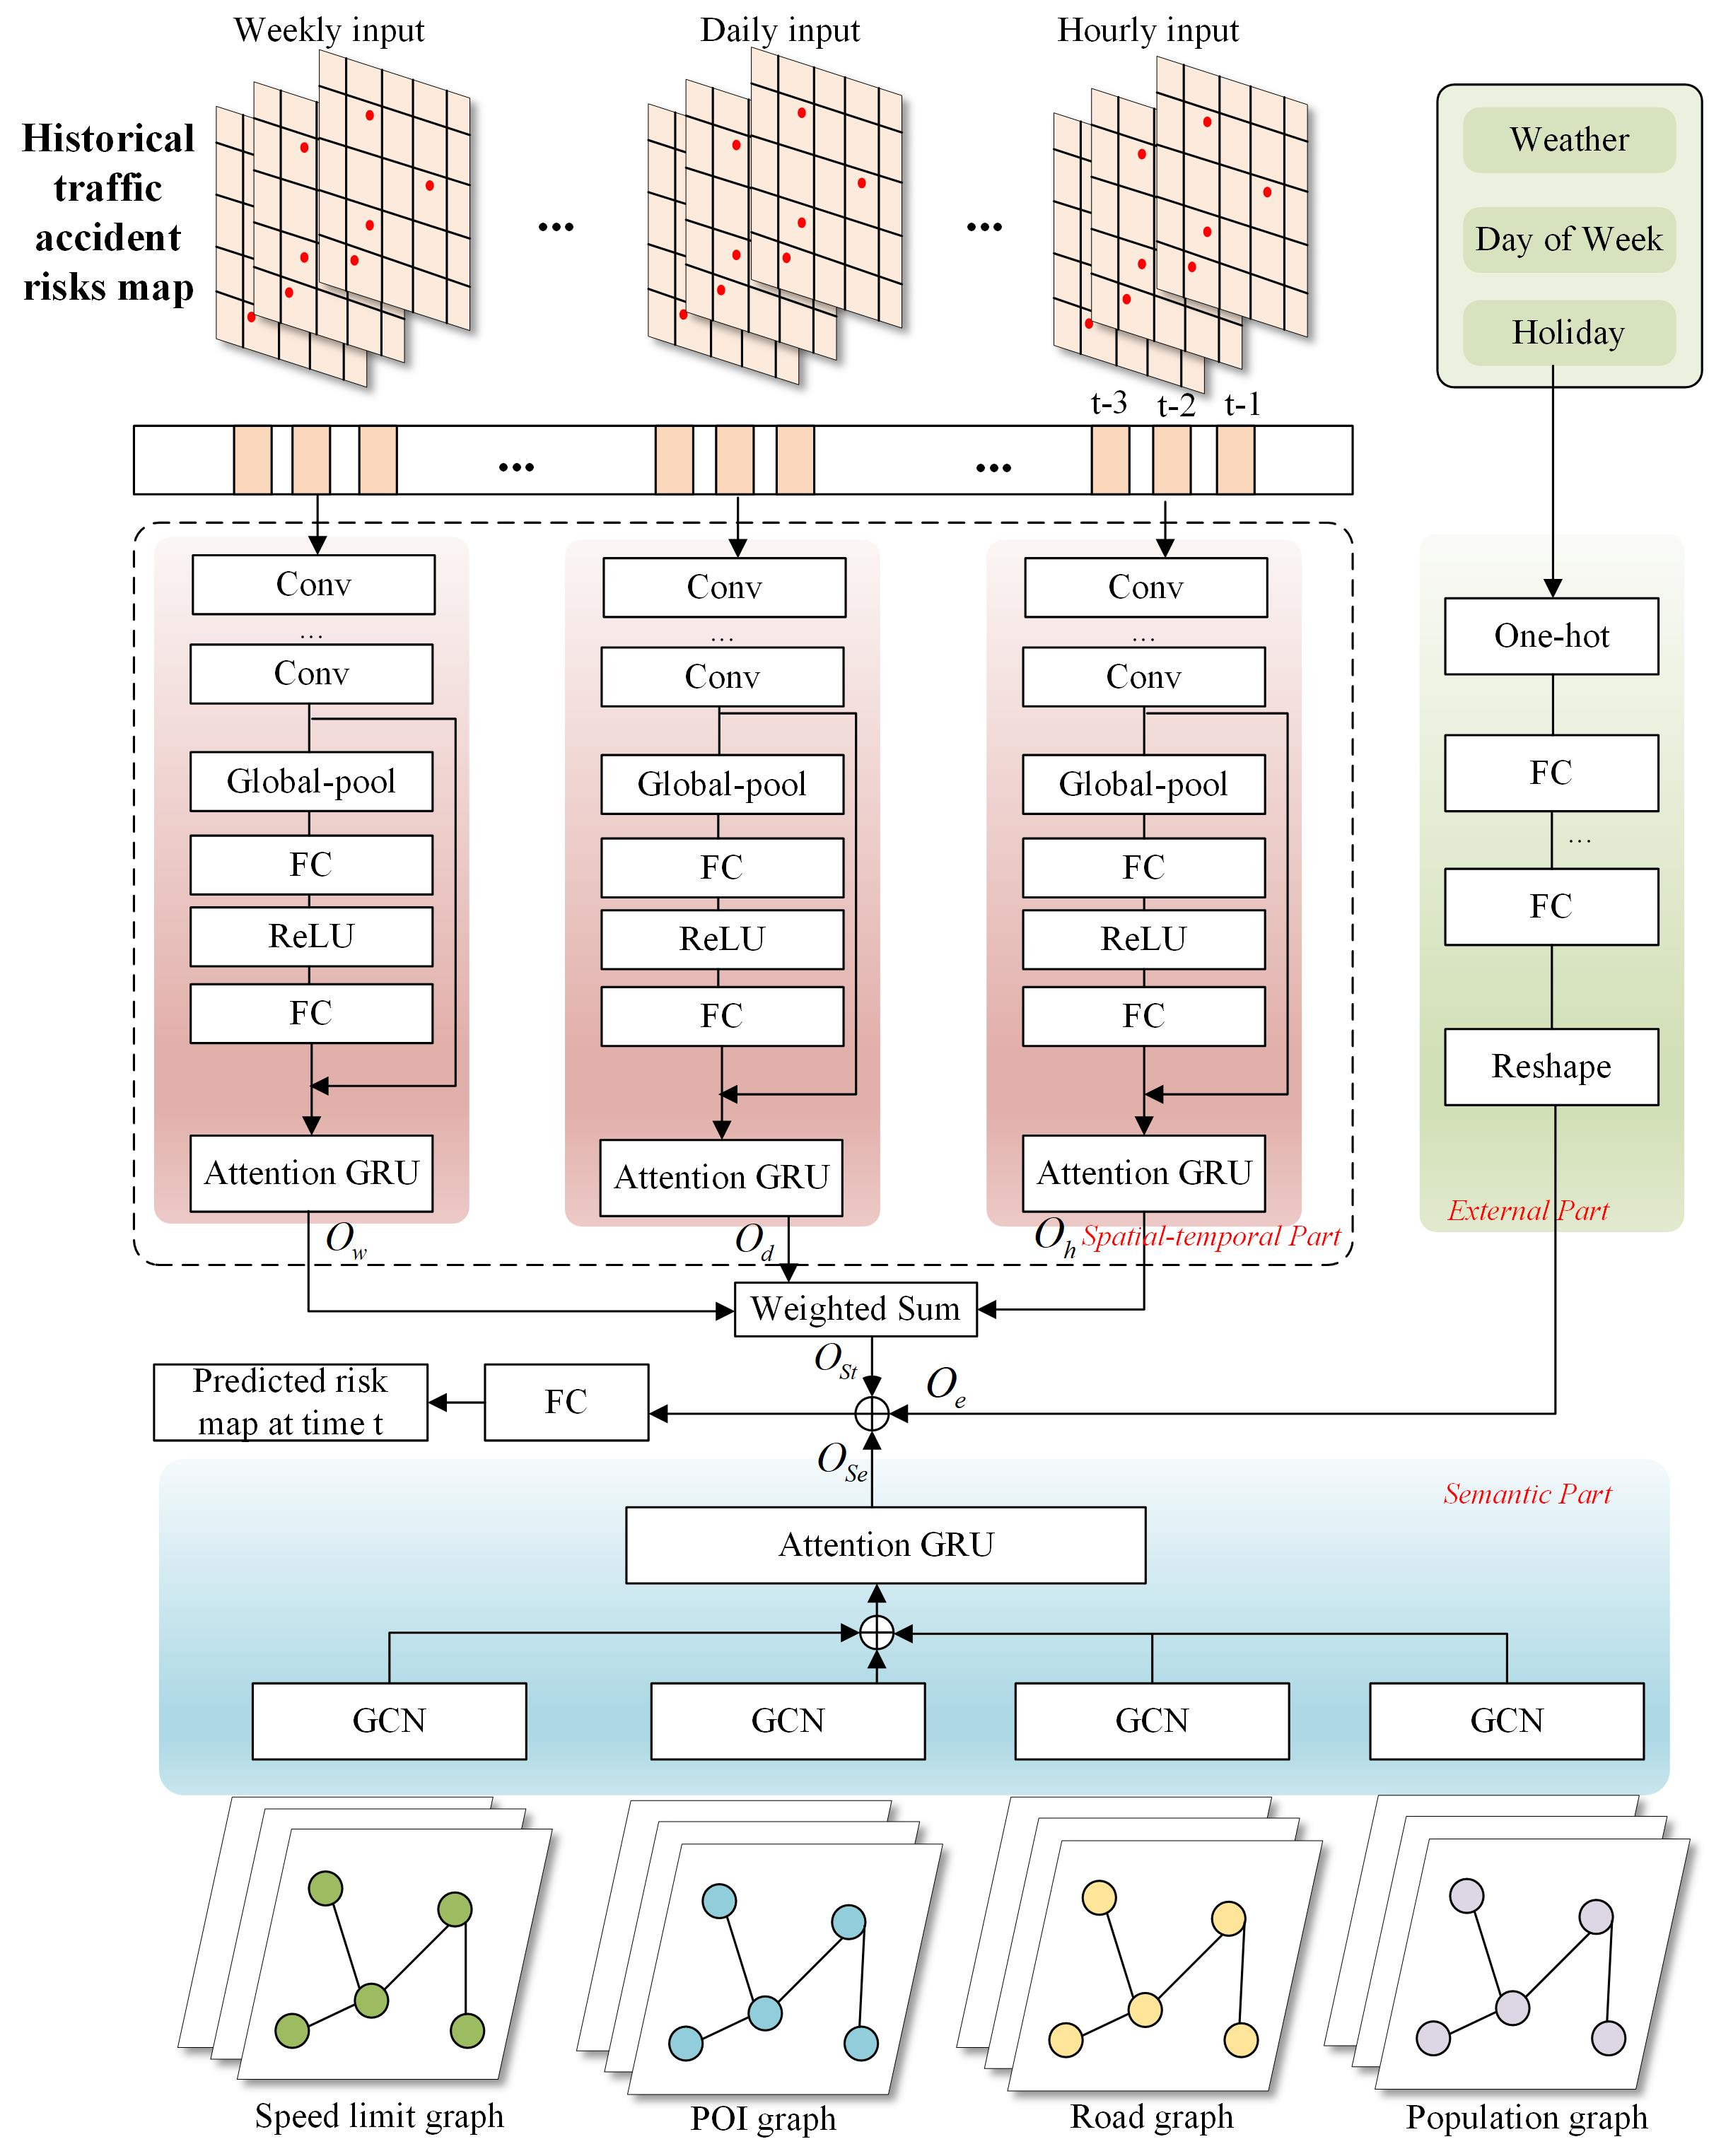 Weekly input
Daily input
Hourly input
Historical
traffic
accident
risks map
...
...
Weather
Day of Week
Holiday
t-3
t-2
t-1
...
...
Conv
...
Conv
Global-pool
FC
ReLU
FC
Attention GRU
O_w
Conv
...
Conv
Global-pool
FC
ReLU
FC
Attention GRU
O_d
Conv
...
Conv
Global-pool
FC
ReLU
FC
Attention GRU
O_h
Spatial-temporal Part
One-hot
FC
...
FC
Reshape
External Part
Weighted Sum
O_St
O_e
Predicted risk
map at time t
FC
O_Se
Semantic Part
Attention GRU
GCN
GCN
GCN
GCN
Speed limit graph
POI graph
Road graph
Population graph